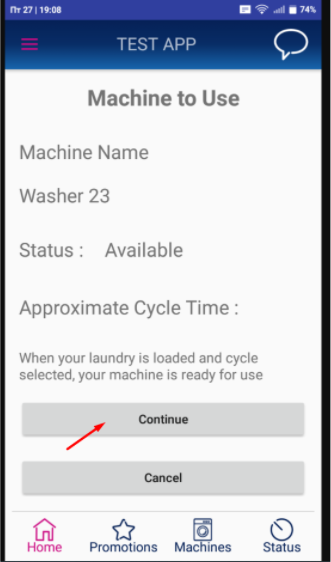 Пт 27 | 19:08 74%
TEST APP
Machine to Use
Machine Name
Washer 23
Status : Available
Approximate Cycle Time :
When your laundry is loaded and cycle
selected, your machine is ready for use
Continue
Cancel
Home Promotions Machines Status